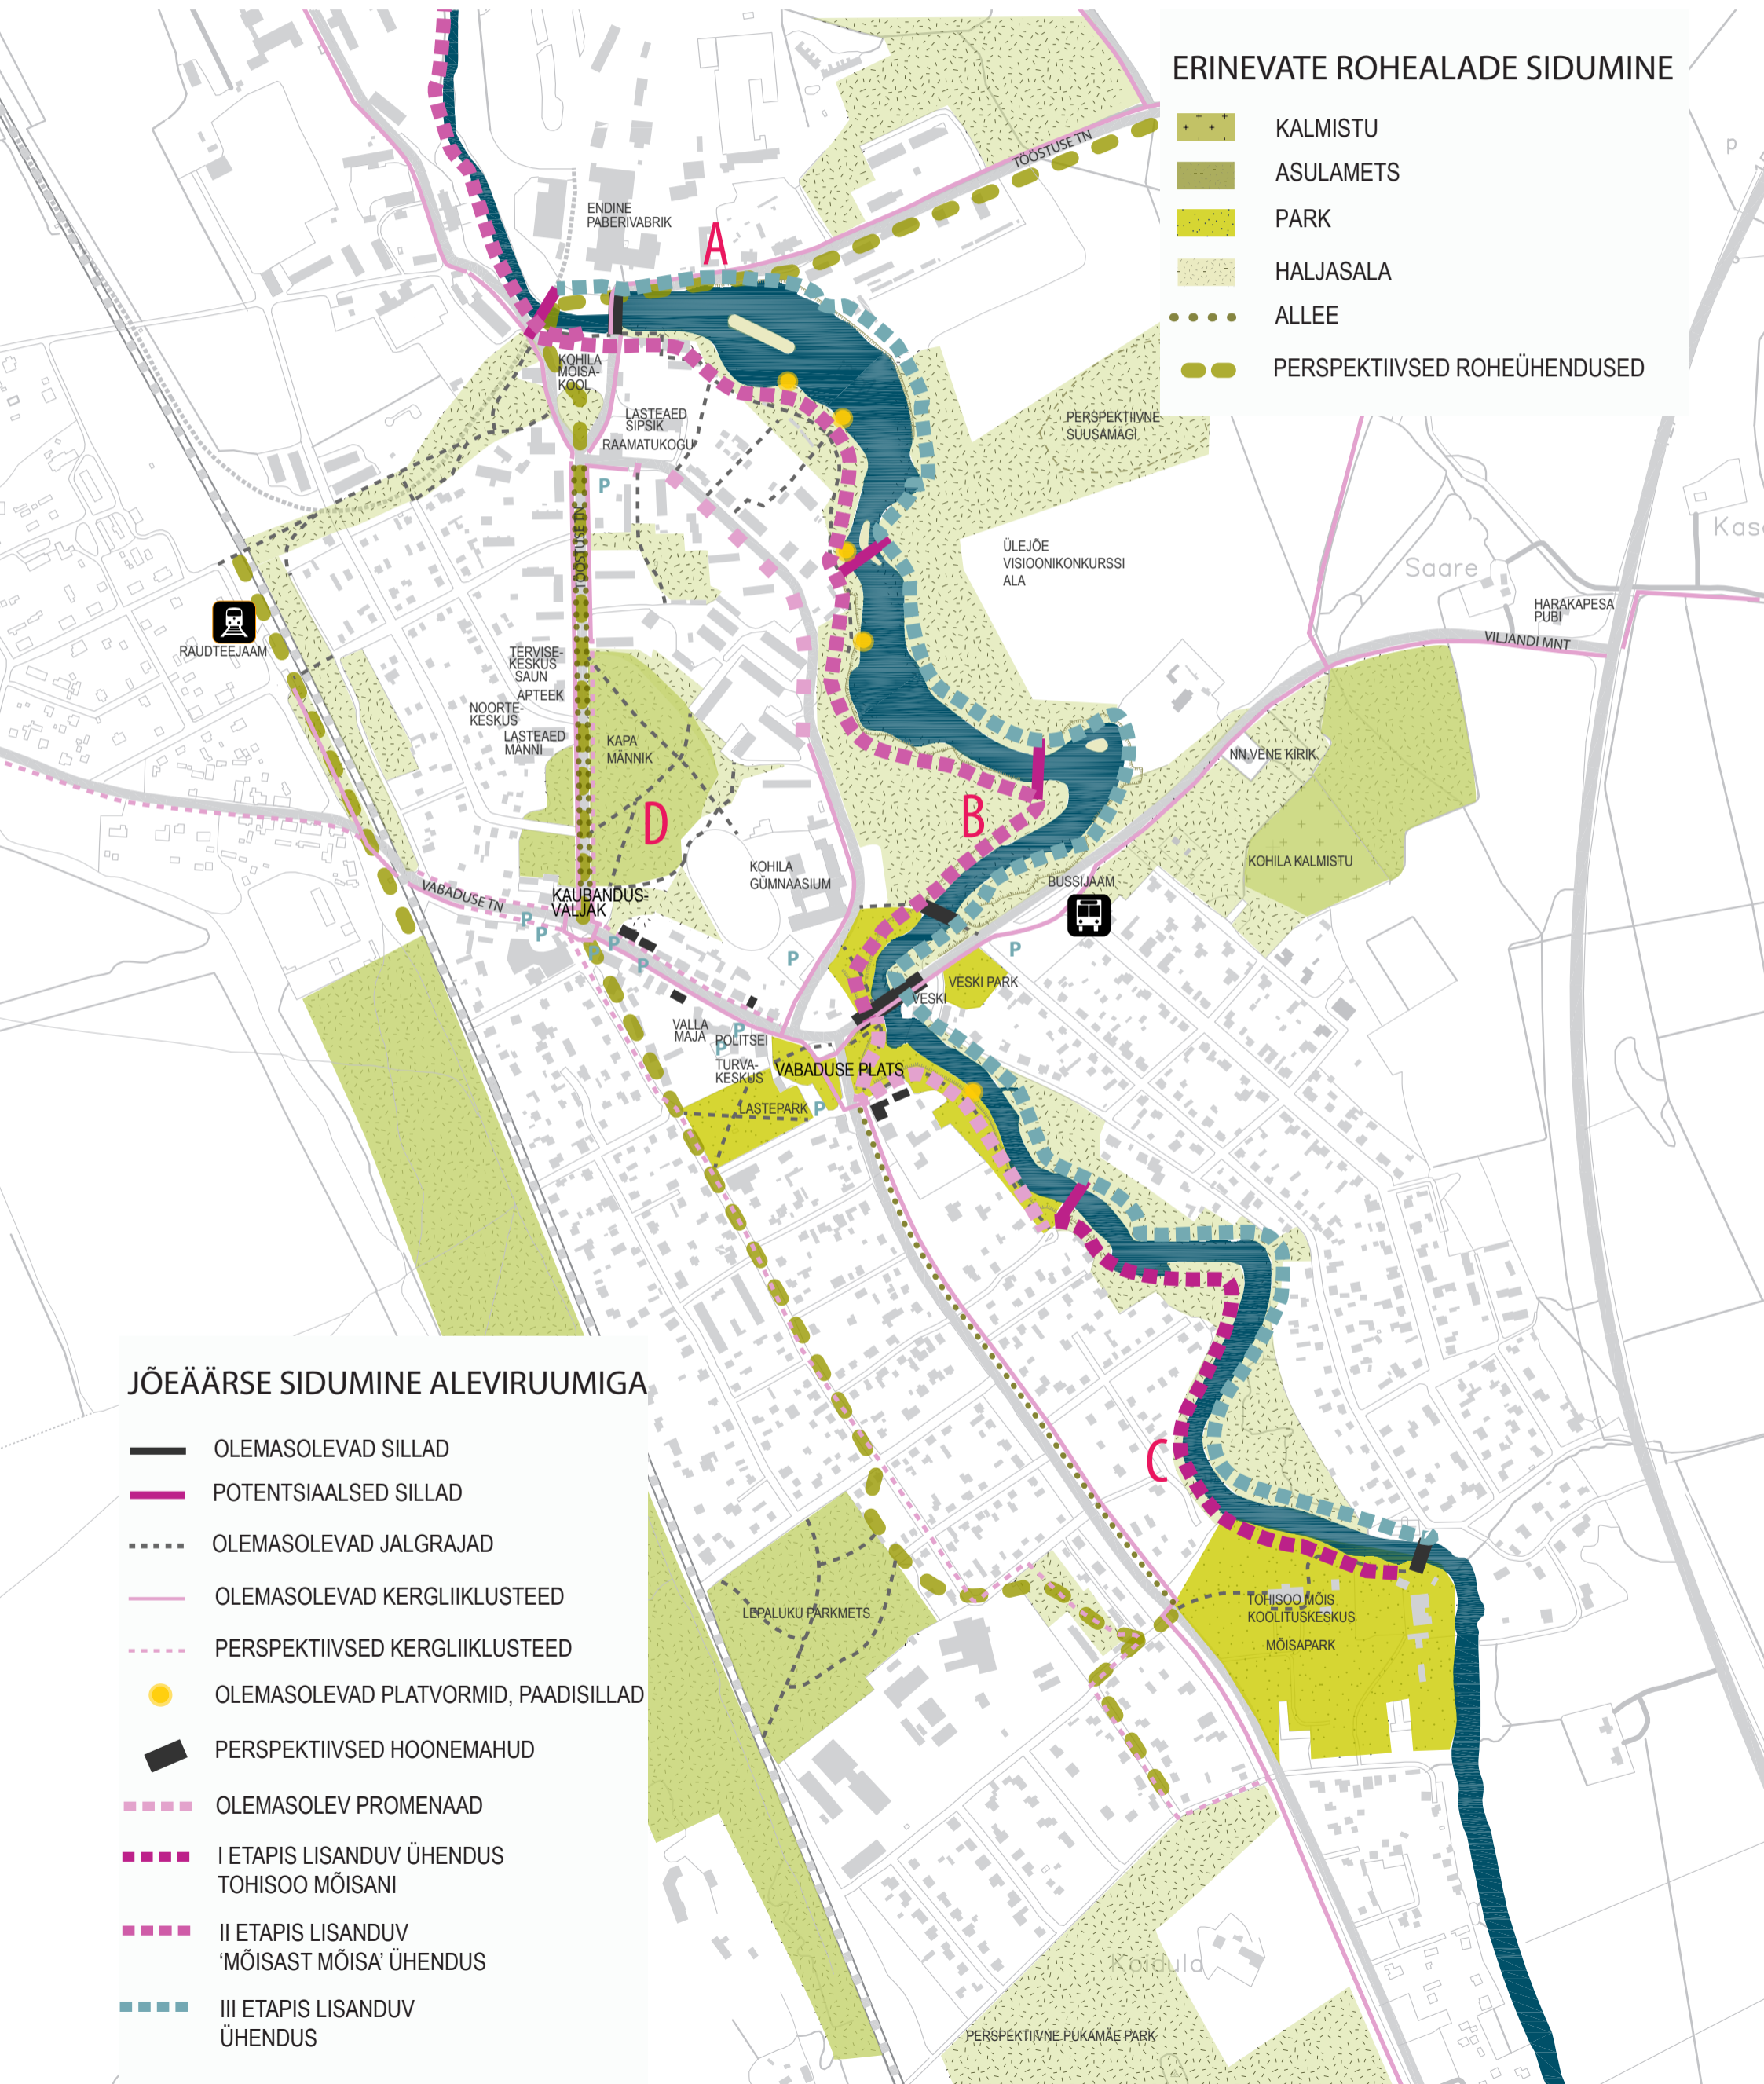 ERINEVATE ROHEALADE SIDUMINE
KALMISTU
ASULAMETS
PARK
HALJASALA
ALLEE
PERSPEKTIIVSED ROHEÜHENDUSED
TÖÖSTUSE TN
ENDINE
PABERIVABRIK
A
KOHILA
MÕISA-
KOOL
LASTEAED
SIPSIK
RAAMATUKOGU
P
PERSPEKTIIVNE
SUUSAMÄGI
TÖÖSTUSE TN
ÜLEJÕE
VISIOONIKONKURSSI
ALA
Saare
HARAKAPESA
PUBI
VILJANDI MNT
RAUDTEEJAAM
TERVISE-
KESKUS
SAUN
APTEEK
NOORTE-
KESKUS
LASTEAED
MÄNNI
KAPA
MÄNNIK
D
B
NN.VENE KIRIK
KOHILA KALMISTU
KOHILA
GÜMNAASIUM
BUSSIJAAM
VABADUSE TN
KAUBANDUS-
VÄLJAK
P
P
P
P
P
P
P
VESKI PARK
VESKI
VALLA
MAJA
P
POLITSEI
P
TURVA-
KESKUS
VABADUSE PLATS
LASTEPARK
P
C
LEPALUKU PARKMETS
TOHISOO MÕIS
KOOLITUSKESKUS
MÕISAPARK
Koidula
PERSPEKTIIVNE PUKAMÄE PARK
JÕEÄÄRSE SIDUMINE ALEVIRUUMIGA
OLEMASOLEVAD SILLAD
POTENTSIAALSED SILLAD
OLEMASOLEVAD JALGRAJAD
OLEMASOLEVAD KERGLIIKLUSTEED
PERSPEKTIIVSED KERGLIIKLUSTEED
OLEMASOLEVAD PLATVORMID, PAADISILLAD
PERSPEKTIIVSED HOONEMAHUD
OLEMASOLEV PROMENAAD
I ETAPIS LISANDUV ÜHENDUS
TOHISOO MÕISANI
II ETAPIS LISANDUV
‘MÕISAST MÕISA’ ÜHENDUS
III ETAPIS LISANDUV
ÜHENDUS